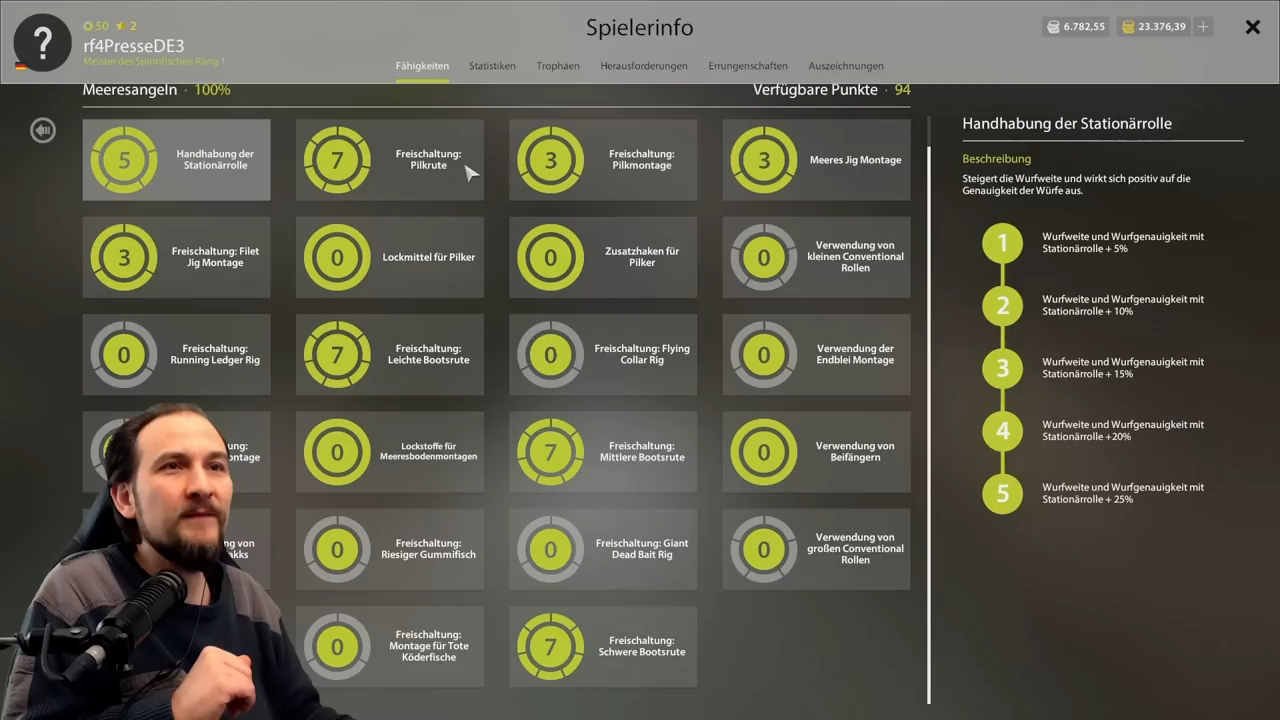 50 2
rf4PresseDE3
Meister des Spinnfischen Rang 1
?
Spielerinfo
6.782,55
23.376,39
Fähigkeiten
Statistiken
Trophäen
Herausforderungen
Errungenschaften
Auszeichnungen
Meeresangeln · 100%
Verfügbare Punkte · 94
5
Handhabung der
Stationärrolle
7
Freischaltung:
Pilkrute
3
Freischaltung:
Pilkmontage
3
Meeres Jig Montage
3
Freischaltung: Filet
Jig Montage
0
Lockmittel für Pilker
0
Zusatzhaken für
Pilker
0
Verwendung von
kleinen Conventional
Rollen
0
Freischaltung:
Running Ledger Rig
7
Freischaltung:
Leichte Bootsrute
0
Freischaltung: Flying
Collar Rig
0
Verwendung der
Endblei Montage
0
Lockstoffe für
Meeresbodenmontagen
7
Freischaltung:
Mittlere Bootsrute
0
Verwendung von
Beifängern
0
Freischaltung:
Riesiger Gummifisch
0
Freischaltung: Giant
Dead Bait Rig
0
Verwendung von
großen Conventional
Rollen
0
Freischaltung:
Montage für Tote
Köderfische
7
Freischaltung:
Schwere Bootsrute
Handhabung der Stationärrolle
Beschreibung
Steigert die Wurfweite und wirkt sich positiv auf die
Genauigkeit der Würfe aus.
1
Wurfweite und Wurfgenauigkeit mit
Stationärrolle + 5%
2
Wurfweite und Wurfgenauigkeit mit
Stationärrolle + 10%
3
Wurfweite und Wurfgenauigkeit mit
Stationärrolle + 15%
4
Wurfweite und Wurfgenauigkeit mit
Stationärrolle +20%
5
Wurfweite und Wurfgenauigkeit mit
Stationärrolle + 25%